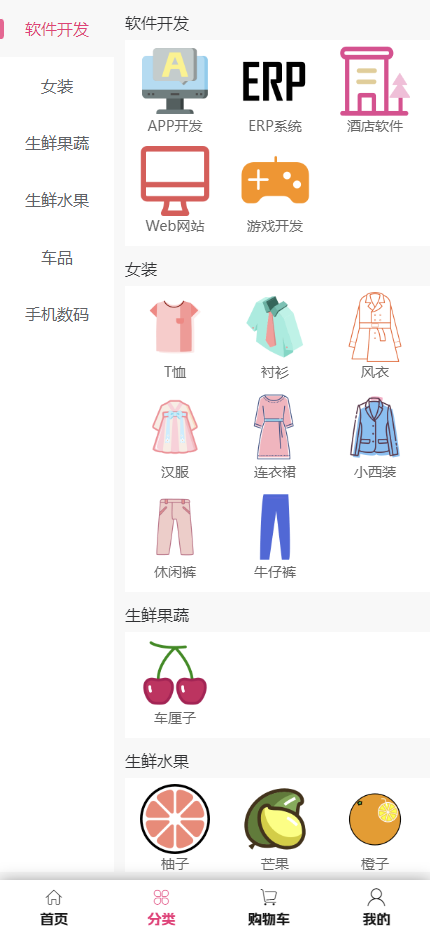 软件开发
女装
生鲜果蔬
生鲜水果
车品
手机数码
软件开发
A
ERP
APP开发 ERP系统 酒店软件
Web网站 游戏开发
女装
T恤 衬衫 风衣
汉服 连衣裙 小西装
休闲裤 牛仔裤
生鲜果蔬
车厘子
生鲜水果
柚子 芒果 橙子
首页 分类 购物车 我的